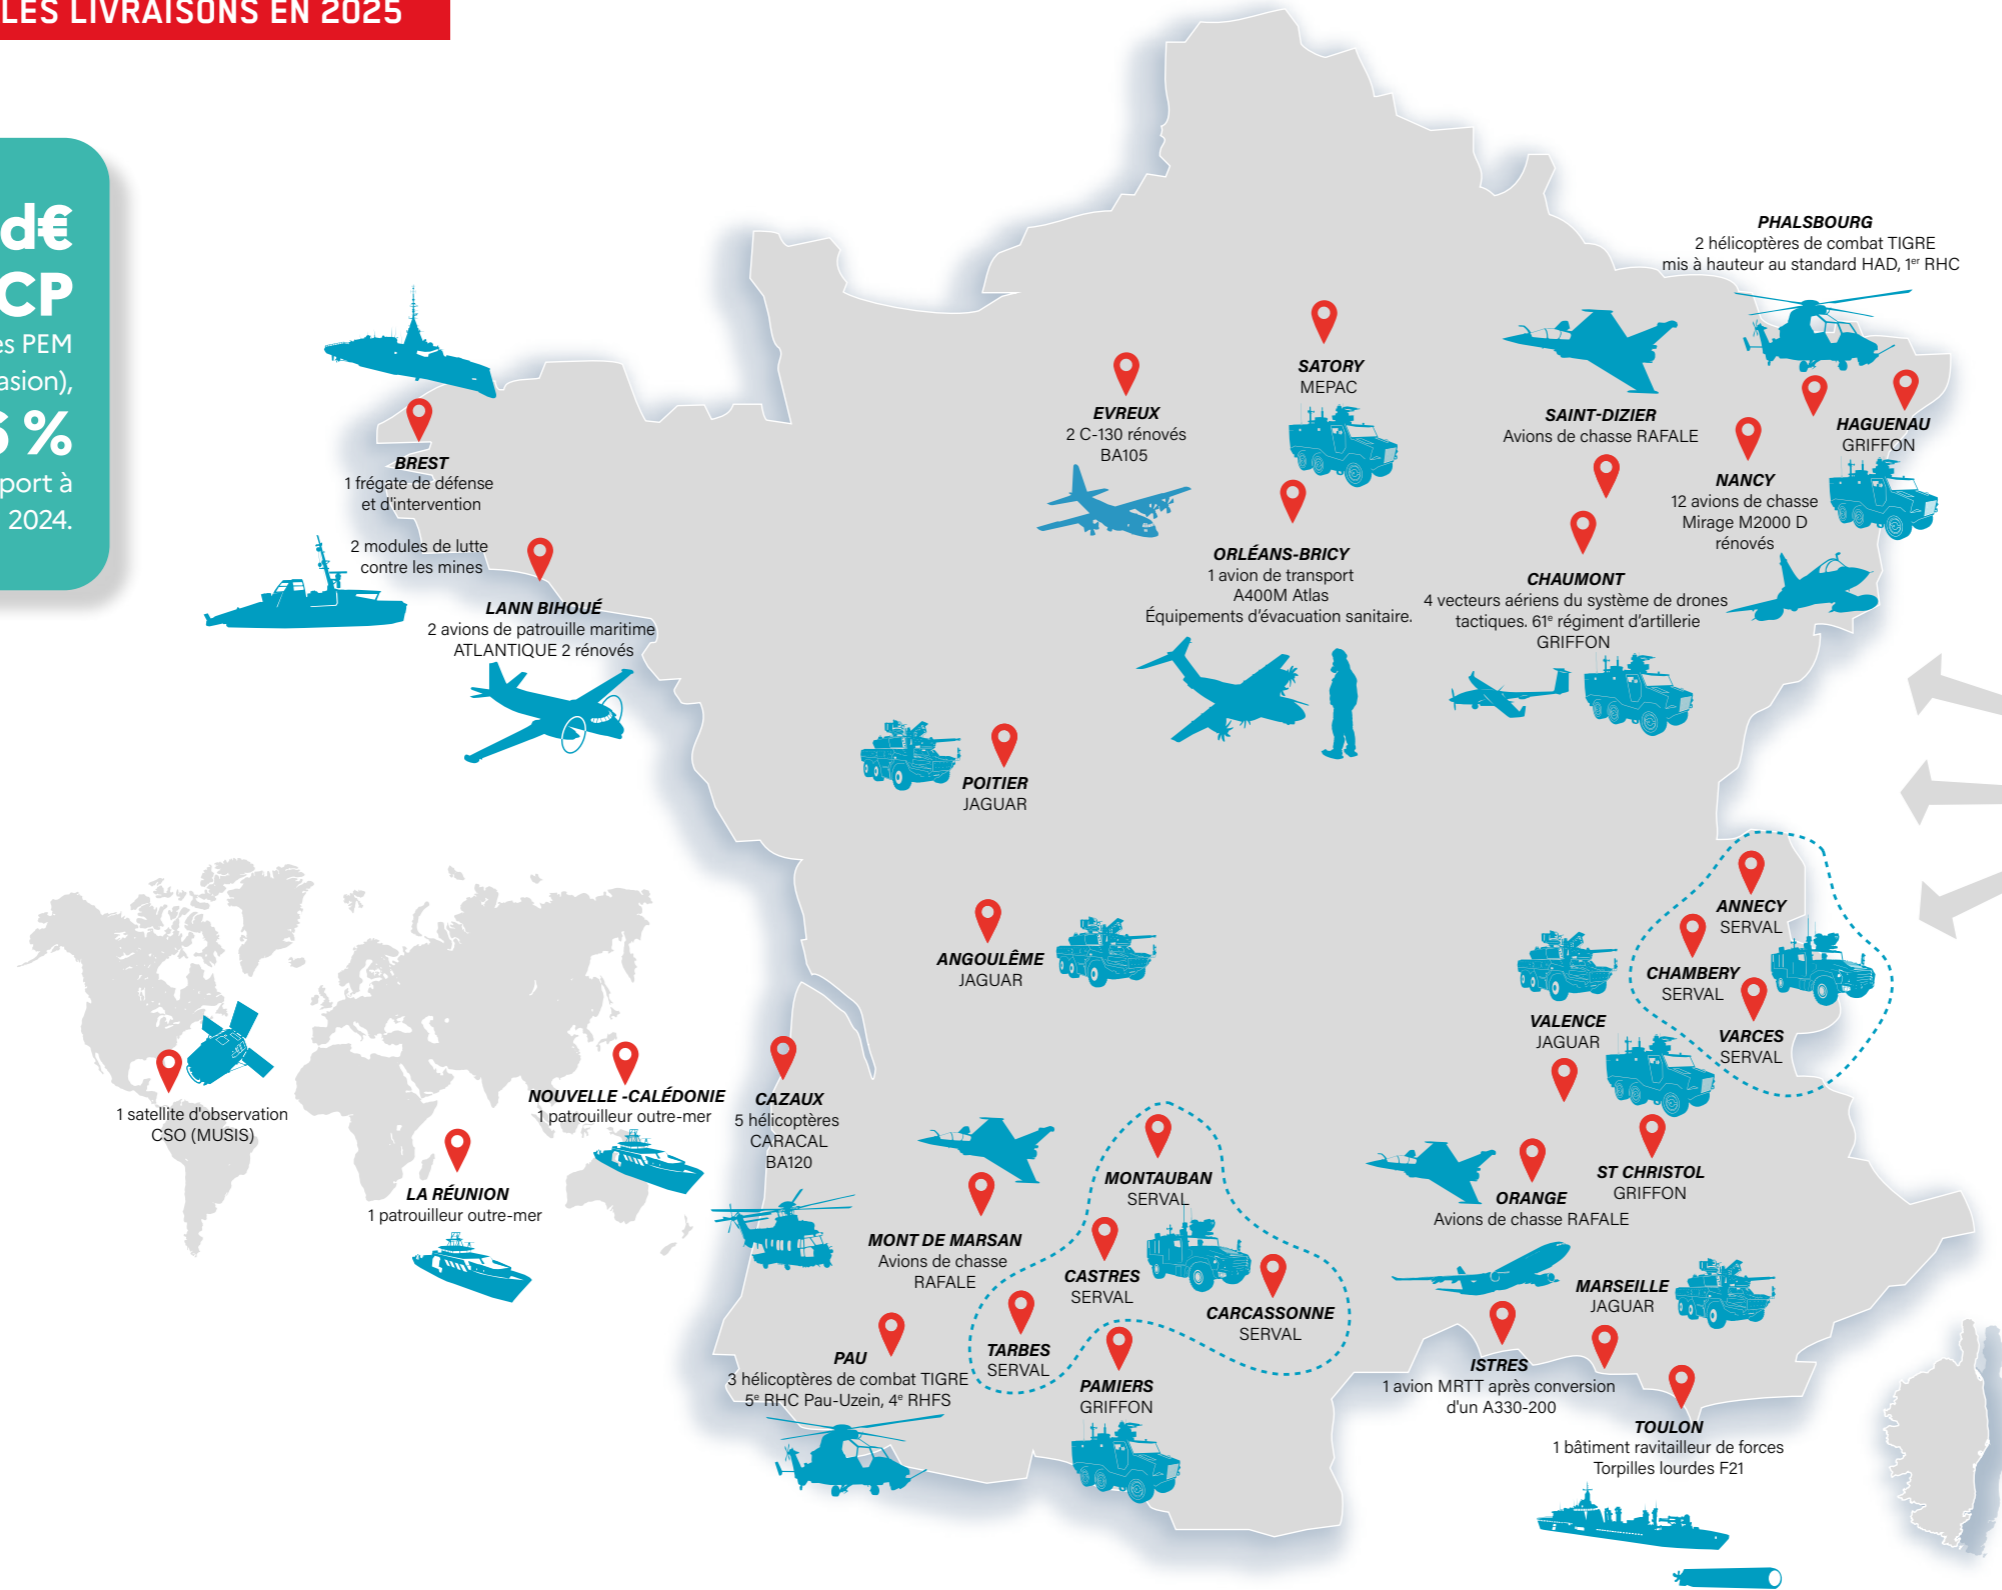 LES LIVRAISONS EN 2025
d€
CP
es PEM
asion),
%
port à
2024.
PHALSBOURG
2 hélicoptères de combat TIGRE
mis à hauteur au standard HAD, 1er RHC
SATORY
MEPAC
EVREUX
2 C-130 rénovés
BA105
SAINT-DIZIER
Avions de chasse RAFALE
HAGUENAU
GRIFFON
NANCY
12 avions de chasse
Mirage M2000 D
rénovés
BREST
1 frégate de défense
et d'intervention
2 modules de lutte
contre les mines
LANN BIHOUÉ
2 avions de patrouille maritime
ATLANTIQUE 2 rénovés
ORLÉANS-BRICY
1 avion de transport
A400M Atlas
Équipements d'évacuation sanitaire.
CHAUMONT
4 vecteurs aériens du système de drones
tactiques. 61e régiment d'artillerie
GRIFFON
POITIER
JAGUAR
ANGOULÊME
JAGUAR
ANNECY
SERVAL
CHAMBERY
SERVAL
VARCES
SERVAL
VALENCE
JAGUAR
1 satellite d'observation
CSO (MUSIS)
NOUVELLE -CALÉDONIE
1 patrouilleur outre-mer
LA RÉUNION
1 patrouilleur outre-mer
CAZAUX
5 hélicoptères
CARACAL
BA120
MONTAUBAN
SERVAL
ST CHRISTOL
GRIFFON
ORANGE
Avions de chasse RAFALE
MONT DE MARSAN
Avions de chasse
RAFALE
CASTRES
SERVAL
CARCASSONNE
SERVAL
MARSEILLE
JAGUAR
TARBES
SERVAL
PAU
3 hélicoptères de combat TIGRE
5e RHC Pau-Uzein, 4e RHFS
PAMIERS
GRIFFON
ISTRES
1 avion MRTT après conversion
d'un A330-200
TOULON
1 bâtiment ravitailleur de forces
Torpilles lourdes F21